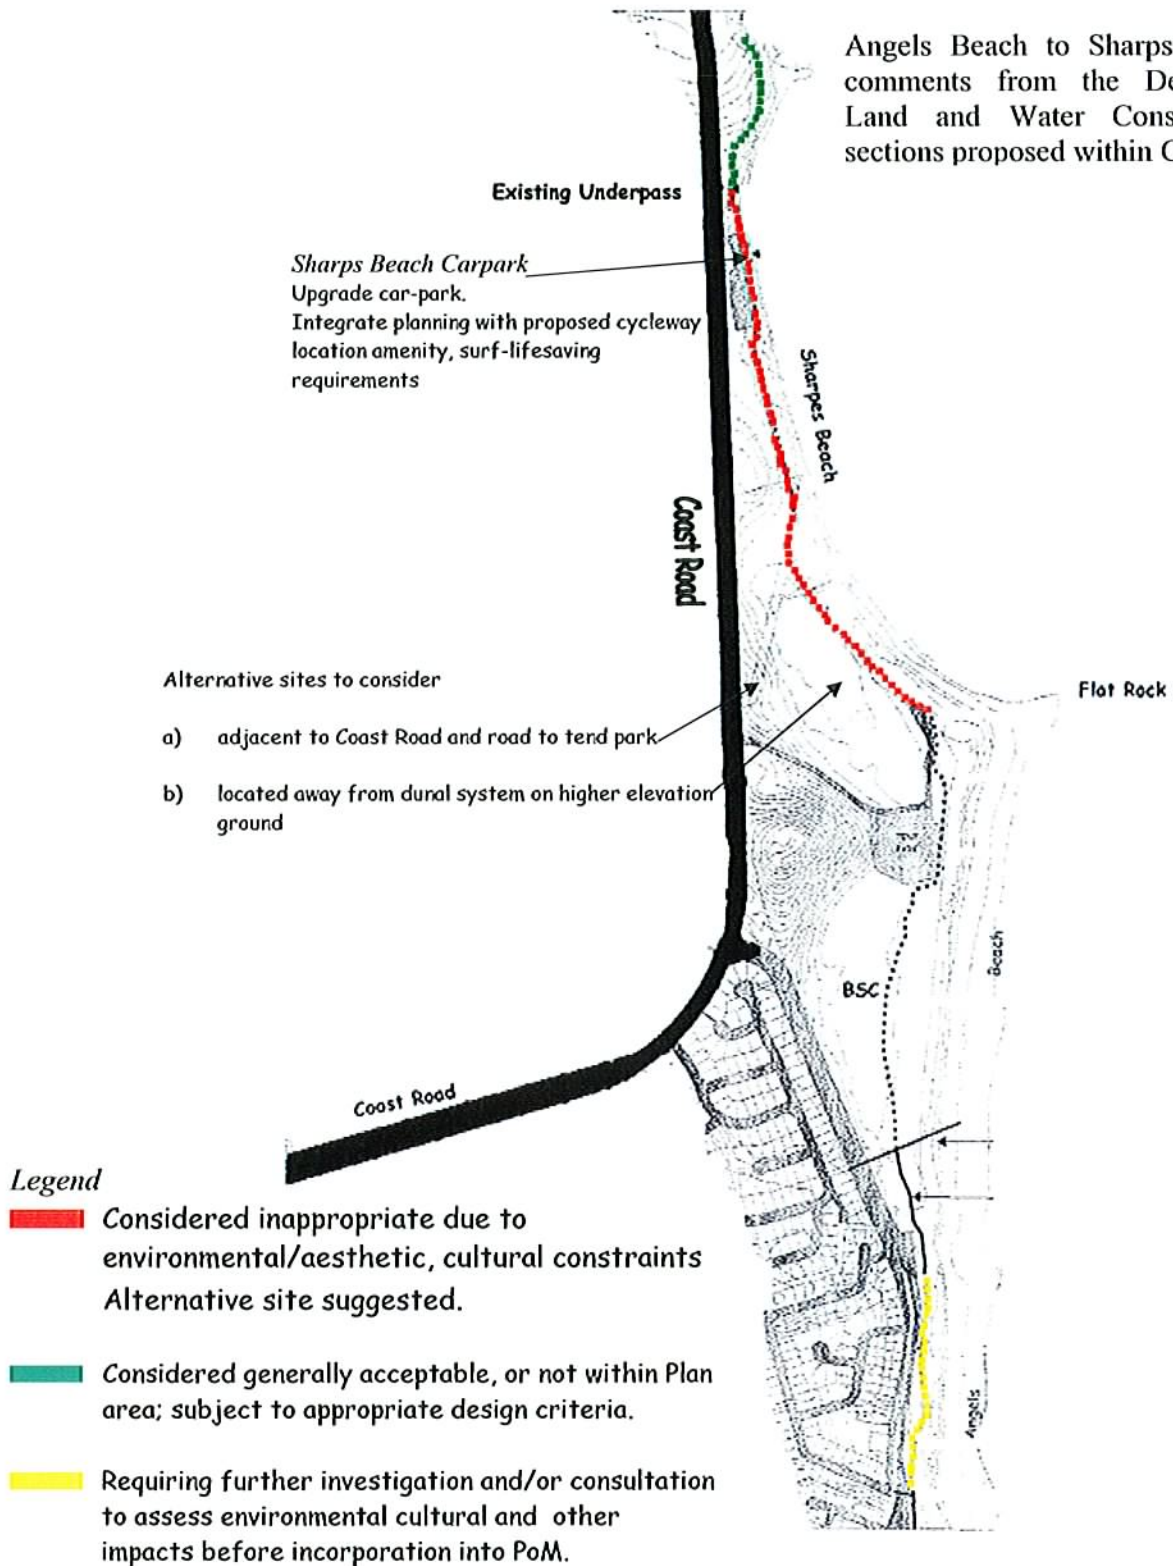 Angels Beach to Sharps
comments from the De
Land and Water Cons
sections proposed within C
Existing Underpass
Sharps Beach Carpark
Upgrade car-park.
Integrate planning with proposed cycleway
location amenity, surf-lifesaving
requirements
Sharpes Beach
Coast Road
Alternative sites to consider
a) adjacent to Coast Road and road to tend park
b) located away from dunal system on higher elevation
ground
Flat Rock
Beach
BSC
Coast Road
Angels
Legend
Considered inappropriate due to
environmental/aesthetic, cultural constraints
Alternative site suggested.
Considered generally acceptable, or not within Plan
area; subject to appropriate design criteria.
Requiring further investigation and/or consultation
to assess environmental cultural and other
impacts before incorporation into PoM.